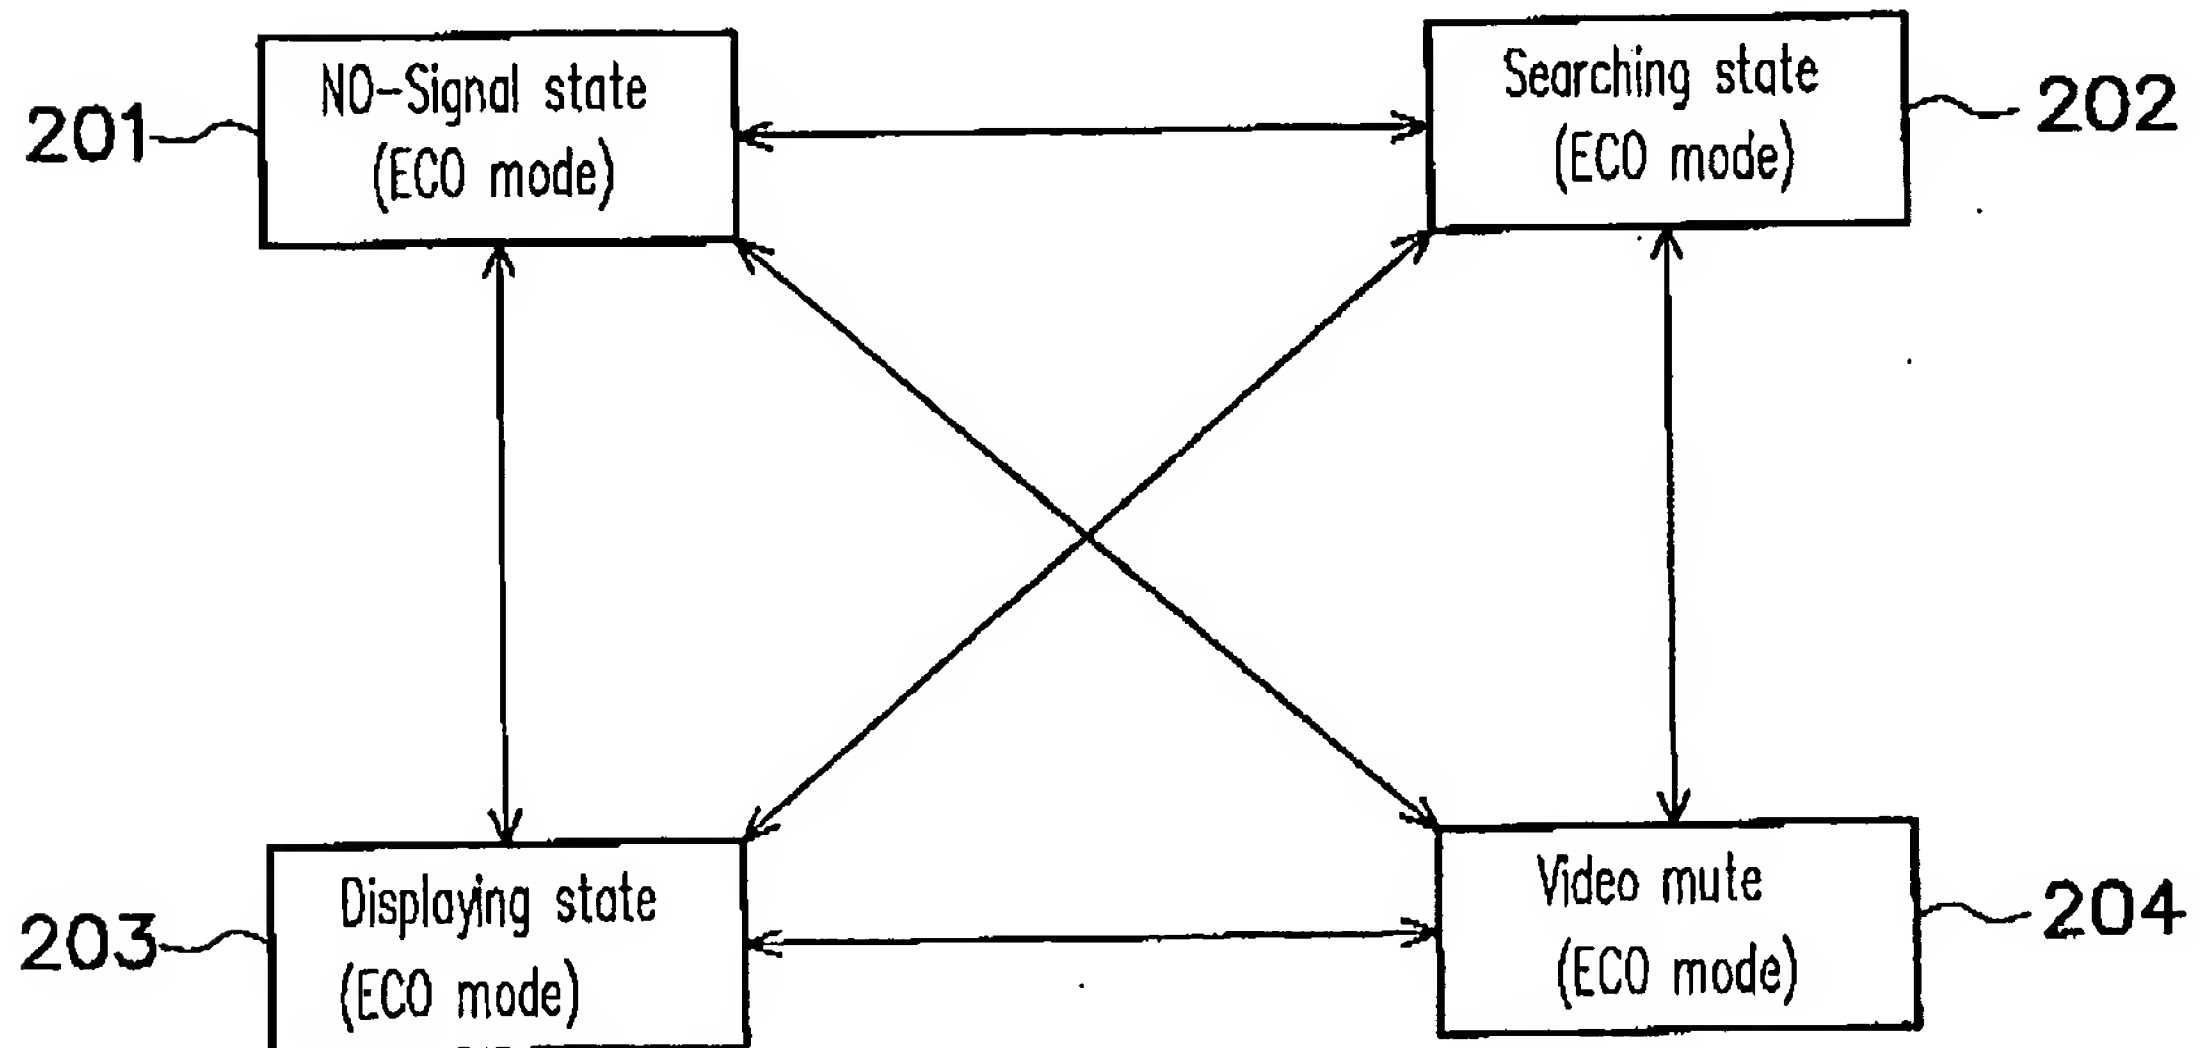 201
NO-Signal state
(ECO mode)
Searching state
(ECO mode)
202
203
Displaying state
(ECO mode)
Video mute
(ECO mode)
204